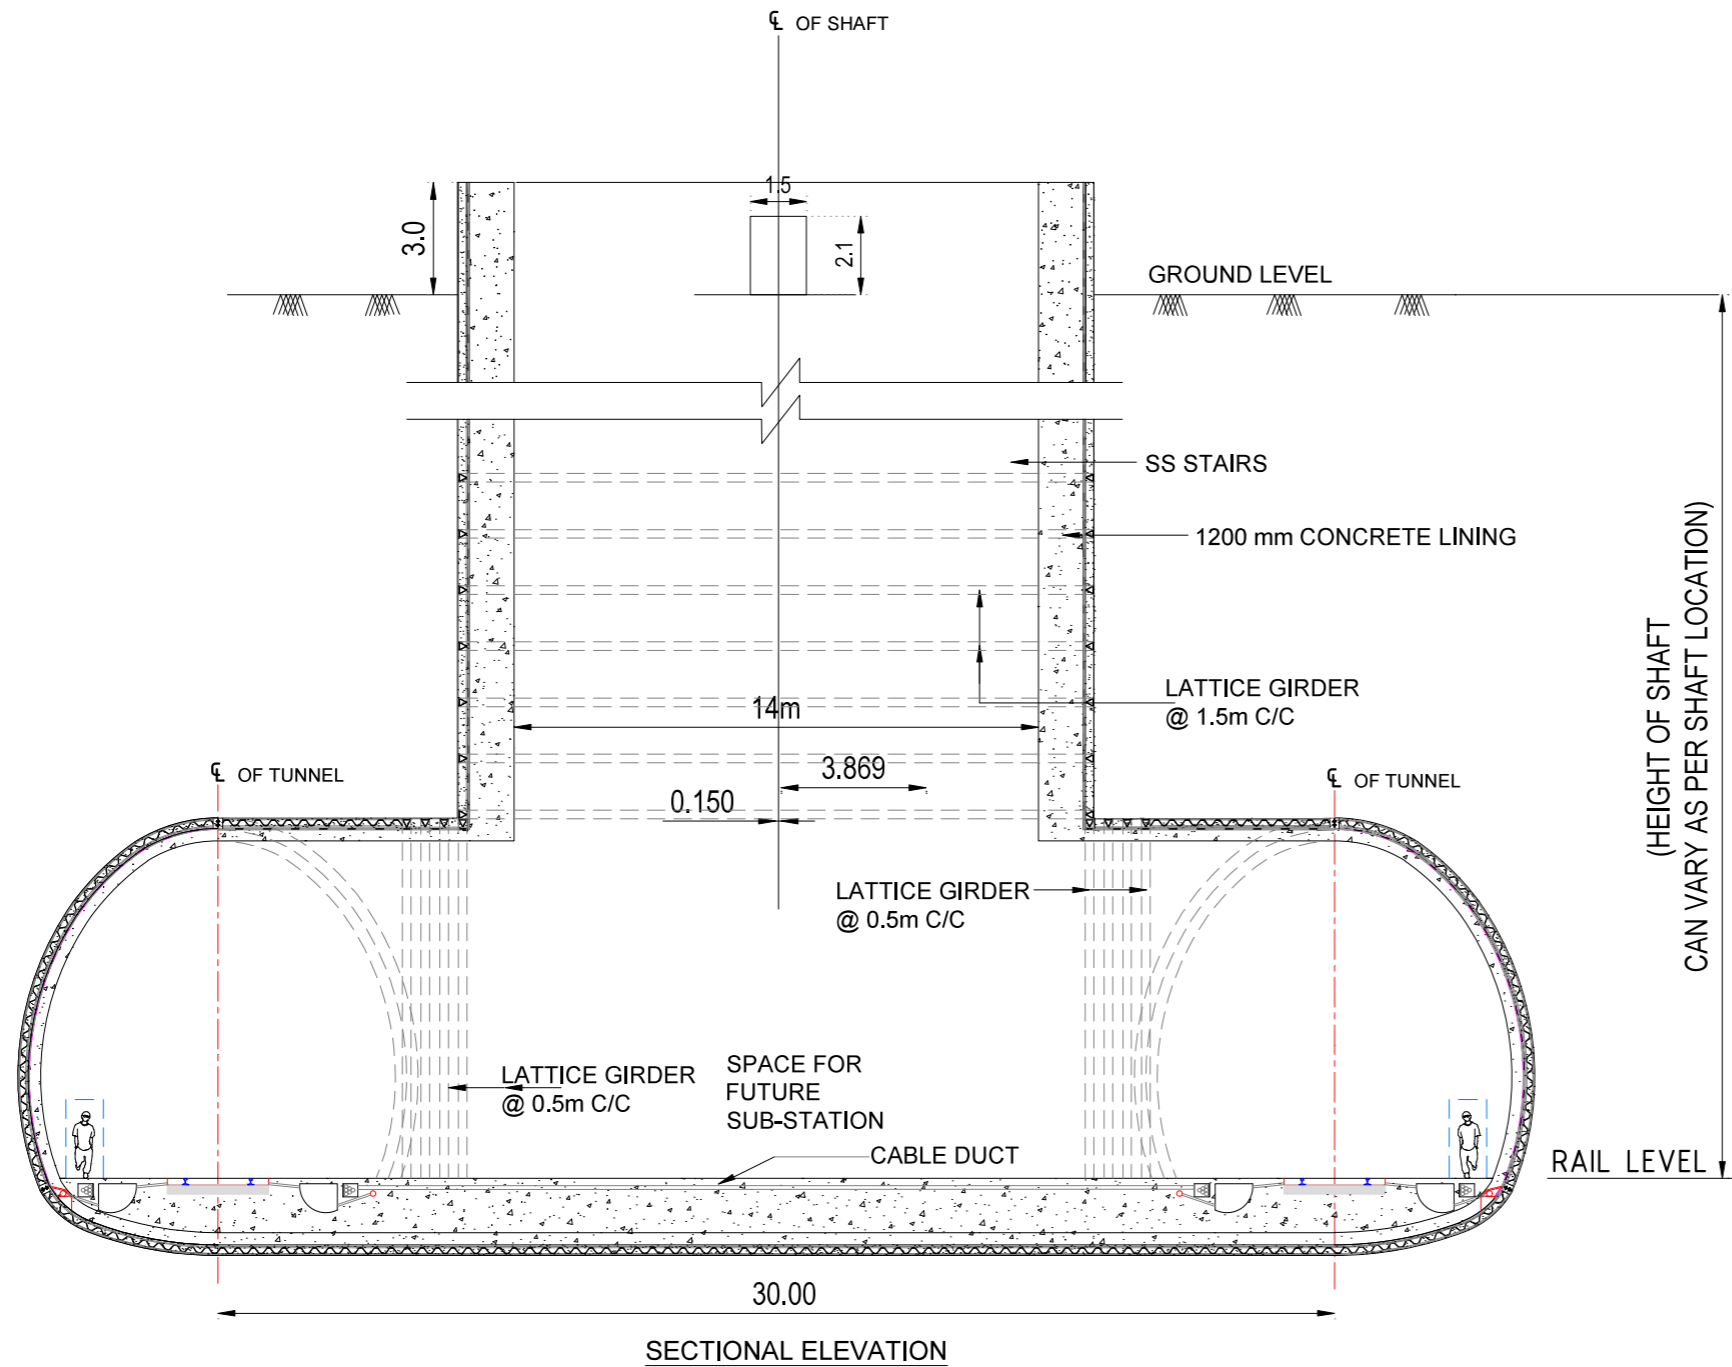 ℄ OF SHAFT
1.5
3.0
2.1
GROUND LEVEL
SS STAIRS
1200 mm CONCRETE LINING
(HEIGHT OF SHAFT
CAN VARY AS PER SHAFT LOCATION)
LATTICE GIRDER
@ 1.5m C/C
14m
3.869
℄ OF TUNNEL
℄ OF TUNNEL
0.150
LATTICE GIRDER
@ 0.5m C/C
LATTICE GIRDER
@ 0.5m C/C
SPACE FOR
FUTURE
SUB-STATION
CABLE DUCT
RAIL LEVEL
30.00
SECTIONAL ELEVATION